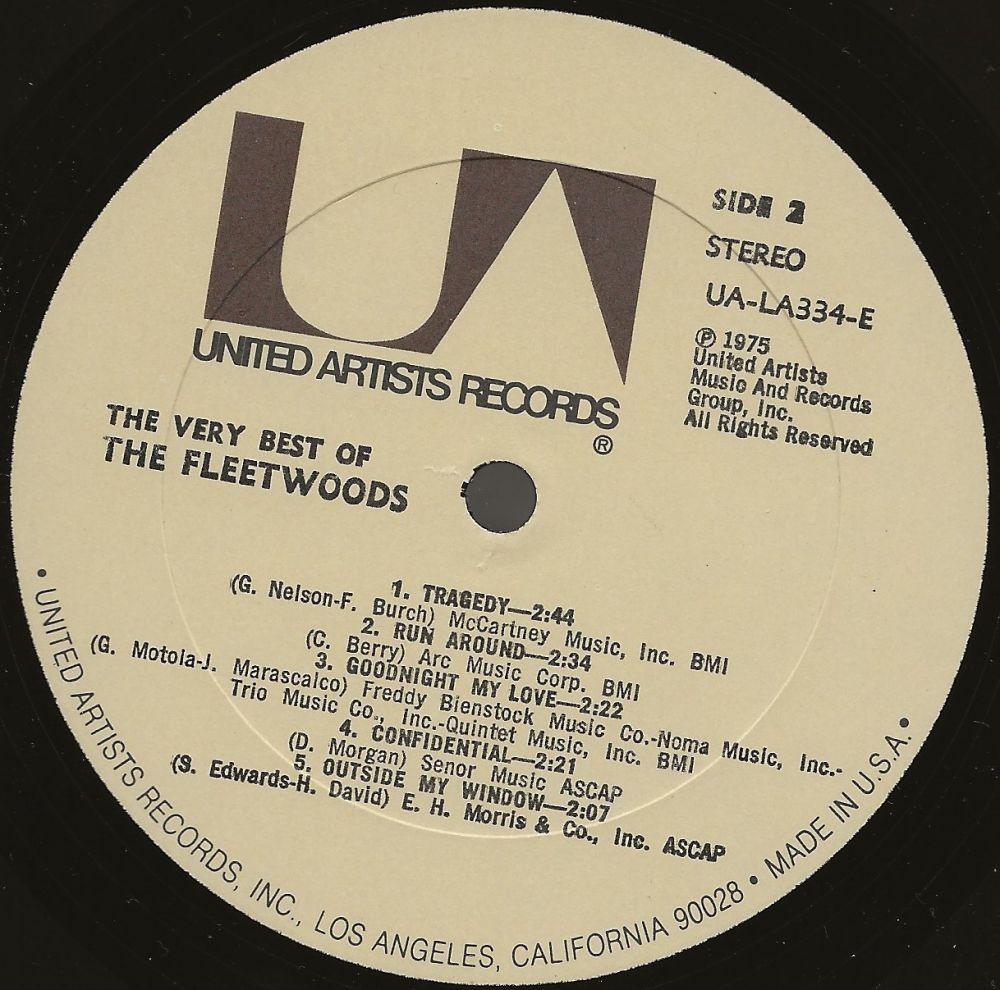 UA
UNITED ARTISTS RECORDS
®
SIDE 2
STEREO
UA-LA334-E
℗ 1975
United Artists
Music And Records
Group, Inc.
All Rights Reserved
THE VERY BEST OF
THE FLEETWOODS
1. TRAGEDY—2:44
(G. Nelson-F. Burch) McCartney Music, Inc. BMI
2. RUN AROUND—2:34
(C. Berry) Arc Music Corp. BMI
3. GOODNIGHT MY LOVE—2:22
(G. Motola-J. Marascalco) Freddy Bienstock Music Co.-Noma Music, Inc.-
Trio Music Co., Inc.-Quintet Music, Inc. BMI
4. CONFIDENTIAL—2:21
(D. Morgan) Senor Music ASCAP
5. OUTSIDE MY WINDOW—2:07
(S. Edwards-H. David) E. H. Morris & Co., Inc. ASCAP
• UNITED ARTISTS RECORDS, INC., LOS ANGELES, CALIFORNIA 90028 • MADE IN U.S.A. •